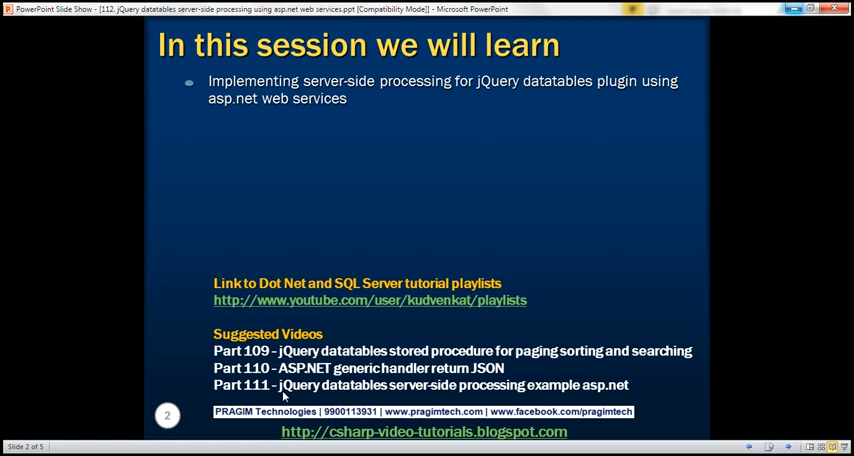 PowerPoint Slide Show - [112. jQuery datatables server-side processing using asp.net web services.ppt [Compatibility Mode]] - Microsoft PowerPoint
In this session we will learn
Implementing server-side processing for jQuery datatables plugin using
asp.net web services
Link to Dot Net and SQL Server tutorial playlists
http://www.youtube.com/user/kudvenkat/playlists
Suggested Videos
Part 109 - jQuery datatables stored procedure for paging sorting and searching
Part 110 - ASP.NET generic handler return JSON
Part 111 - jQuery datatables server-side processing example asp.net
2
PRAGIM Technologies | 9900113931 | www.pragimtech.com | www.facebook.com/pragimtech
http://csharp-video-tutorials.blogspot.com
Slide 2 of 5